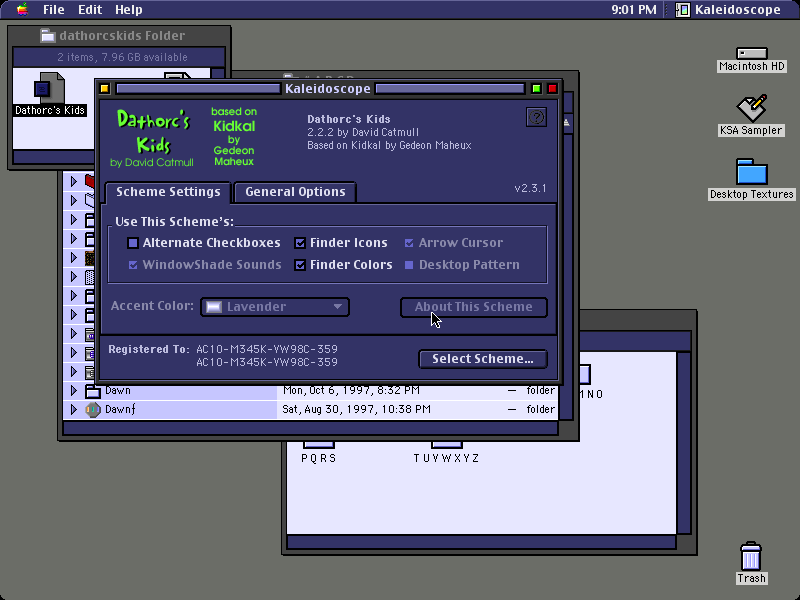 File Edit Help
9:01 PM Kaleidoscope
dathorcskids Folder
2 items, 7.96 GB available
Dathorc's Kids
Kaleidoscope
Dathorc's
Kids
by David Catmull
based on
Kidkal
by
Gedeon
Maheux
Dathorc's Kids
2.2.2 by David Catmull
Based on Kidkal by Gedeon Maheux
?
Scheme Settings
General Options
v2.3.1
Use This Scheme's:
Alternate Checkboxes Finder Icons Arrow Cursor
WindowShade Sounds Finder Colors Desktop Pattern
Accent Color: Lavender
About This Scheme
Registered To: AC10-M345K-VW98C-359
AC10-M345K-VW98C-359
Select Scheme...
Dawn Mon, Oct 6, 1997, 8:32 PM — folder
Dawnƒ Sat, Aug 30, 1997, 10:38 PM — folder
P Q R S
T U V W X Y Z
N O
Macintosh HD
KSA Sampler
Desktop Textures
Trash